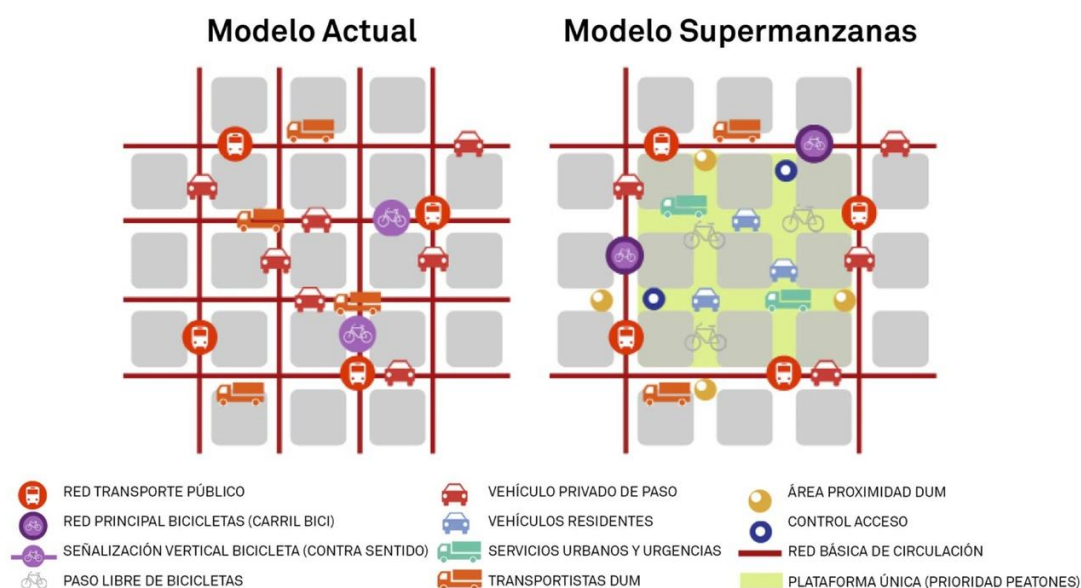 Modelo Actual
Modelo Supermanzanas
RED TRANSPORTE PÚBLICO
RED PRINCIPAL BICICLETAS (CARRIL BICI)
SEÑALIZACIÓN VERTICAL BICICLETA (CONTRA SENTIDO)
PASO LIBRE DE BICICLETAS
VEHÍCULO PRIVADO DE PASO
VEHÍCULOS RESIDENTES
SERVICIOS URBANOS Y URGENCIAS
TRANSPORTISTAS DUM
ÁREA PROXIMIDAD DUM
CONTROL ACCESO
RED BÁSICA DE CIRCULACIÓN
PLATAFORMA ÚNICA (PRIORIDAD PEATONES)